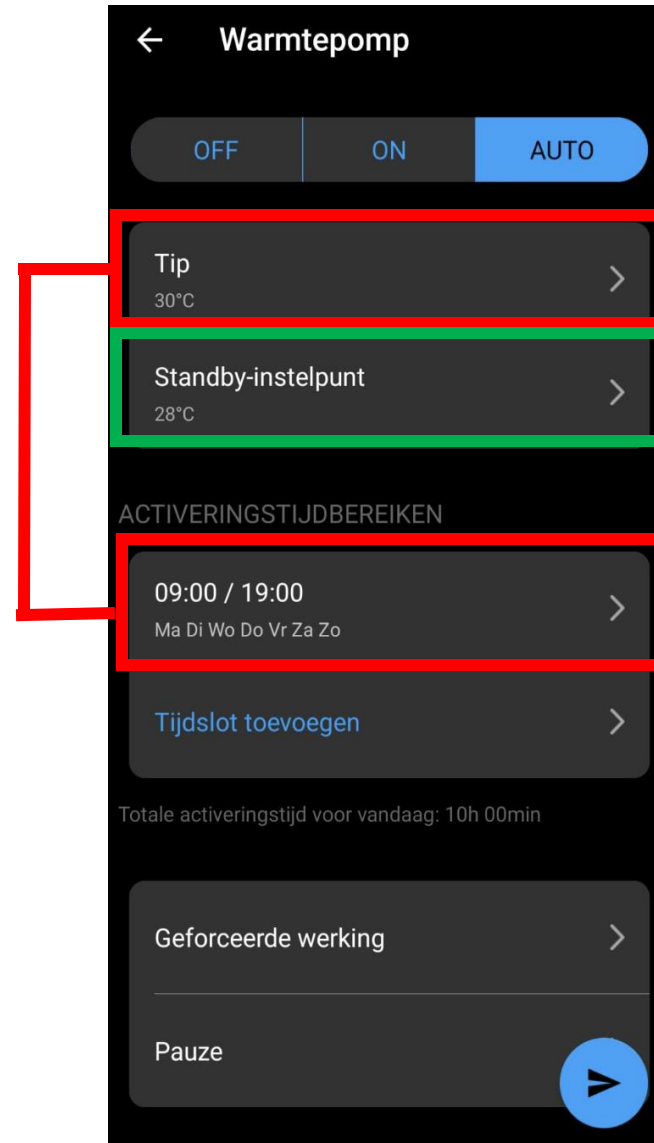 Warmtepomp
OFF ON AUTO
Tip
30°C
Standby-instelpunt
28°C
ACTIVERINGSTIJDBEREIKEN
09:00 / 19:00
Ma Di Wo Do Vr Za Zo
Tijdslot toevoegen
Totale activeringstijd voor vandaag: 10h 00min
Geforceerde werking
Pauze